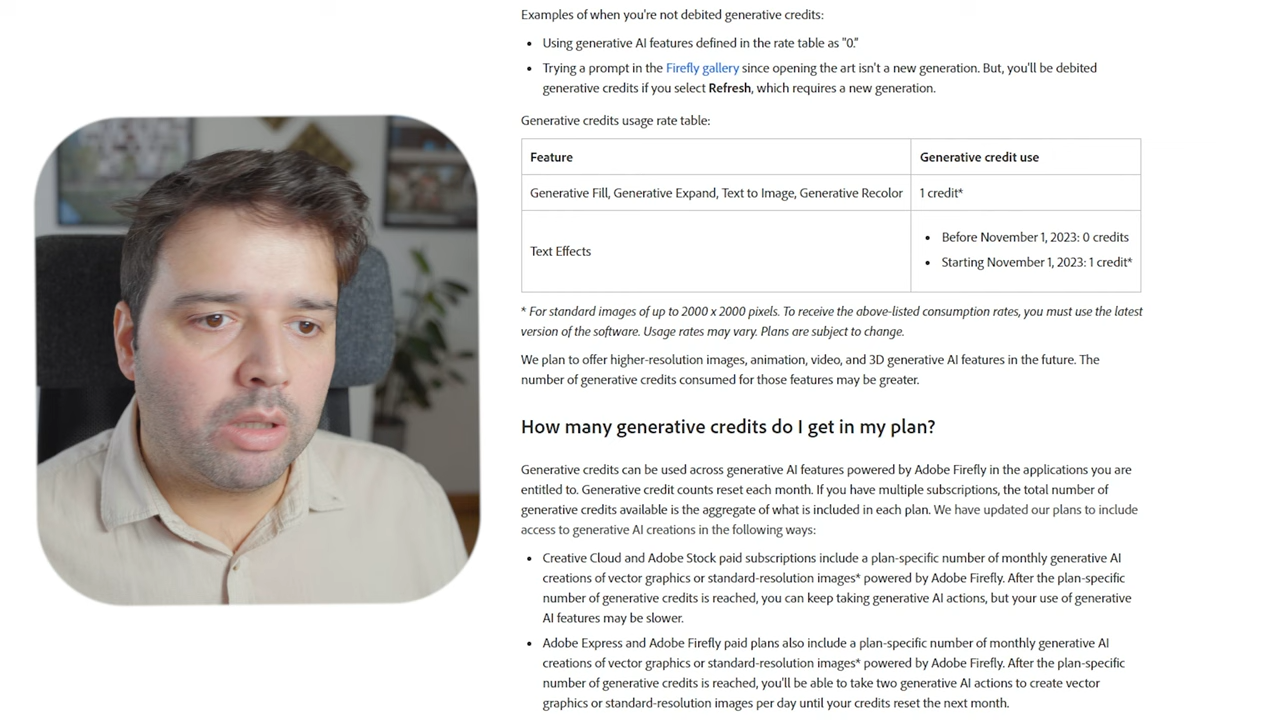 Examples of when you're not debited generative credits:
• Using generative AI features defined in the rate table as "0."
• Trying a prompt in the Firefly gallery since opening the art isn't a new generation. But, you'll be debited
generative credits if you select Refresh, which requires a new generation.
Generative credits usage rate table:
Feature
Generative credit use
Generative Fill, Generative Expand, Text to Image, Generative Recolor
1 credit*
Text Effects
• Before November 1, 2023: 0 credits
• Starting November 1, 2023: 1 credit*
* For standard images of up to 2000 x 2000 pixels. To receive the above-listed consumption rates, you must use the latest
version of the software. Usage rates may vary. Plans are subject to change.
We plan to offer higher-resolution images, animation, video, and 3D generative AI features in the future. The
number of generative credits consumed for those features may be greater.
How many generative credits do I get in my plan?
Generative credits can be used across generative AI features powered by Adobe Firefly in the applications you are
entitled to. Generative credit counts reset each month. If you have multiple subscriptions, the total number of
generative credits available is the aggregate of what is included in each plan. We have updated our plans to include
access to generative AI creations in the following ways:
• Creative Cloud and Adobe Stock paid subscriptions include a plan-specific number of monthly generative AI
creations of vector graphics or standard-resolution images* powered by Adobe Firefly. After the plan-specific
number of generative credits is reached, you can keep taking generative AI actions, but your use of generative
AI features may be slower.
• Adobe Express and Adobe Firefly paid plans also include a plan-specific number of monthly generative AI
creations of vector graphics or standard-resolution images* powered by Adobe Firefly. After the plan-specific
number of generative credits is reached, you'll be able to take two generative AI actions to create vector
graphics or standard-resolution images per day until your credits reset the next month.